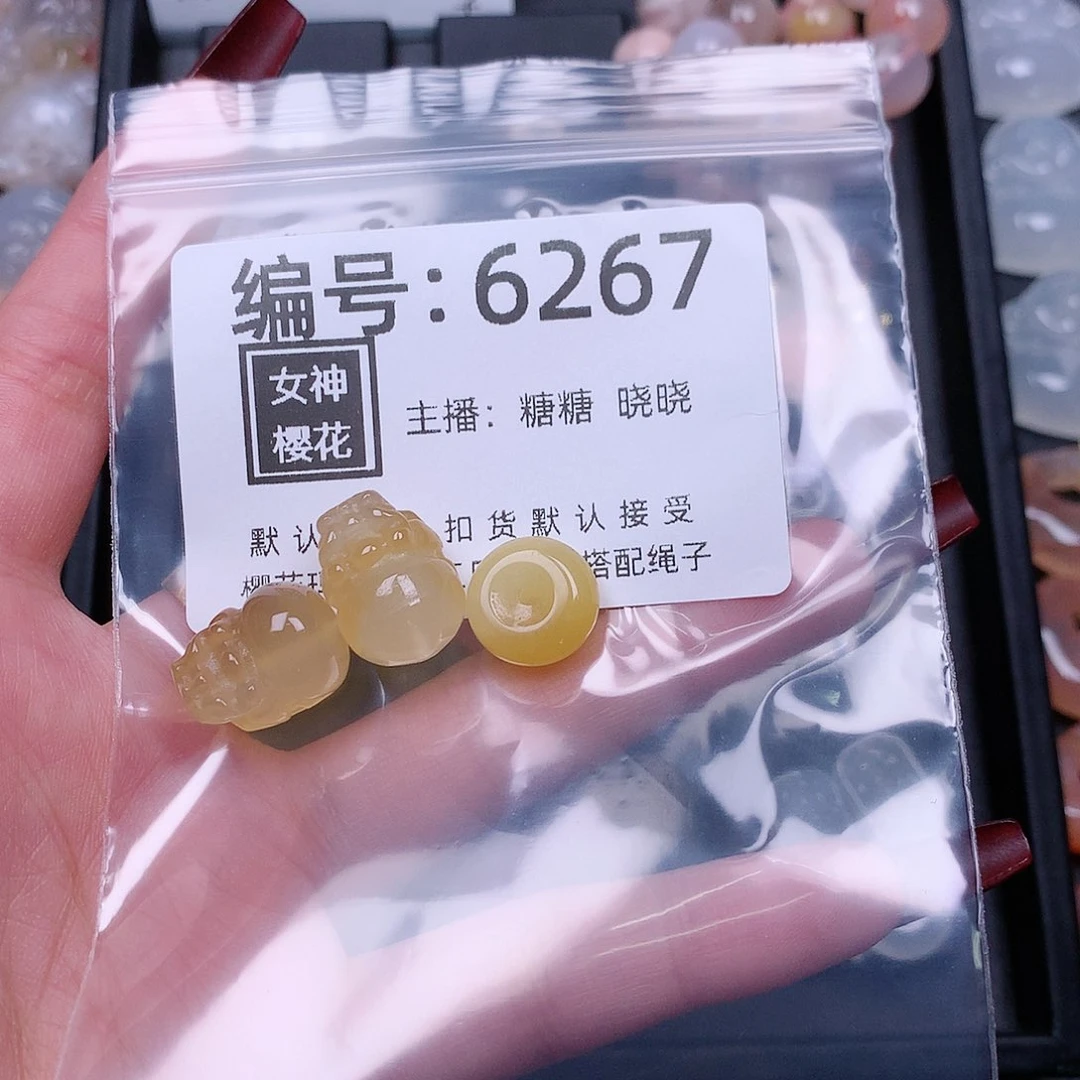 编号:6267
女神
樱花
主播: 糖糖 晓晓
默认 扣货默认接受
搭配绳子